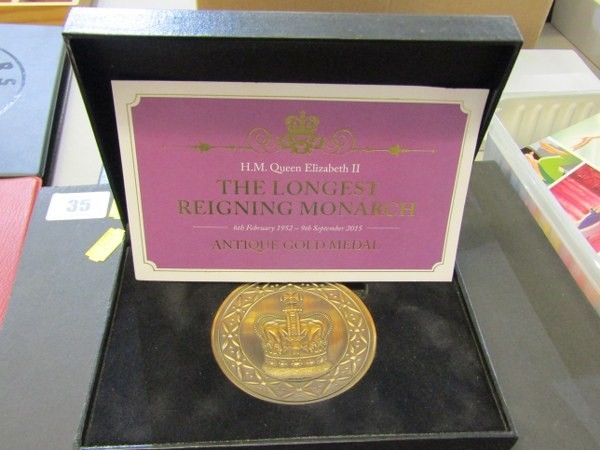 H.M. Queen Elizabeth II
THE LONGEST
REIGNING MONARCH
6th February 1952 – 9th September 2015
ANTIQUE GOLD MEDAL
35